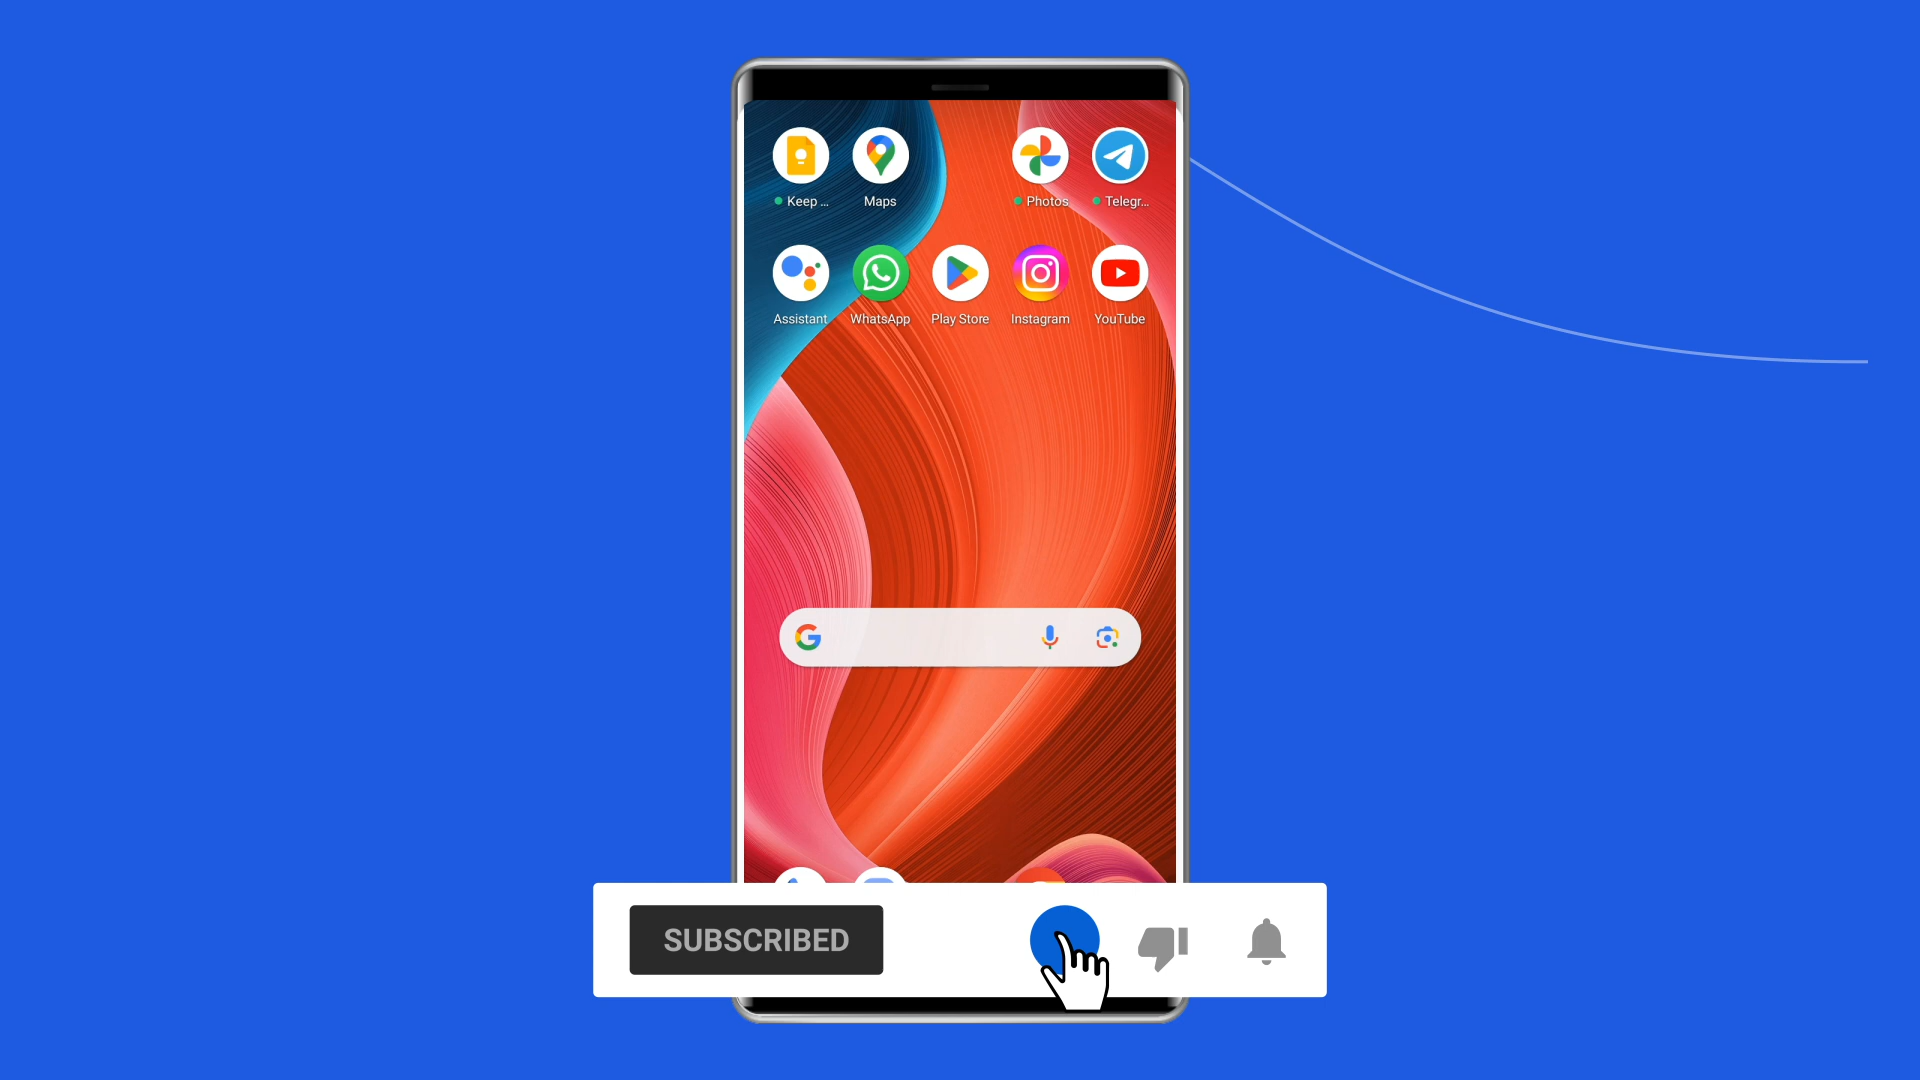 Keep ...
Maps
Photos
Telegr...
Assistant
WhatsApp
Play Store
Instagram
YouTube
SUBSCRIBED